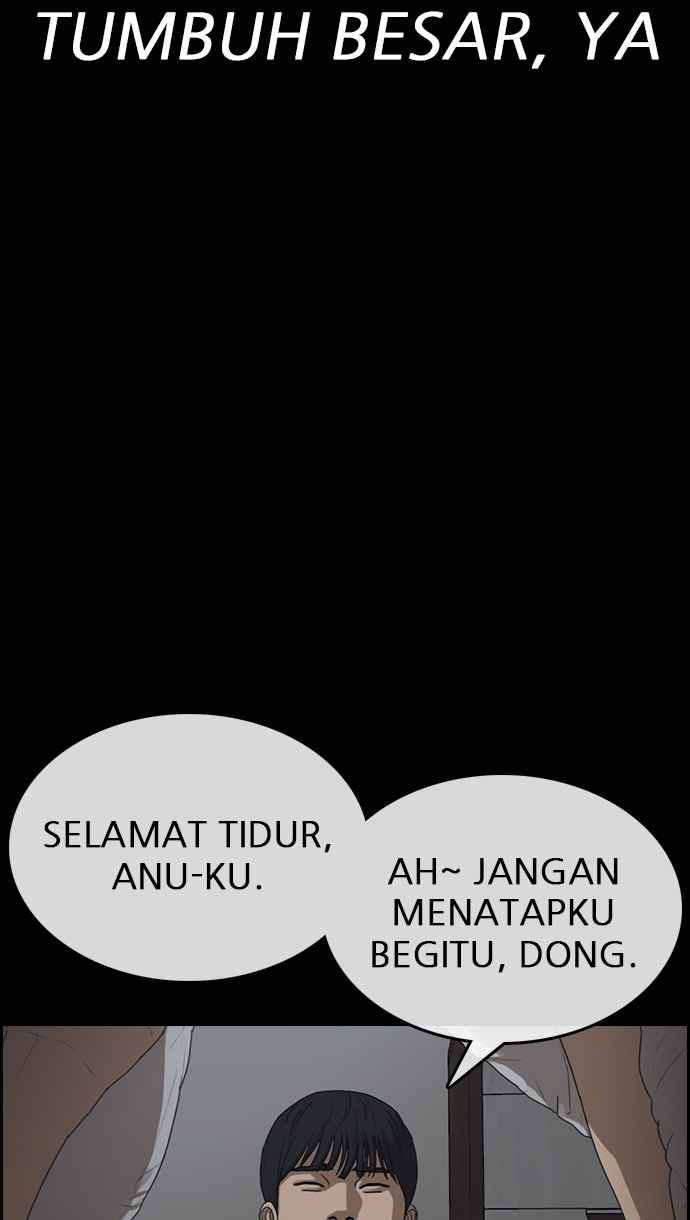 TUMBUH BESAR, YA
SELAMAT TIDUR,
ANU-KU.
AH~ JANGAN
MENATAPKU
BEGITU, DONG.